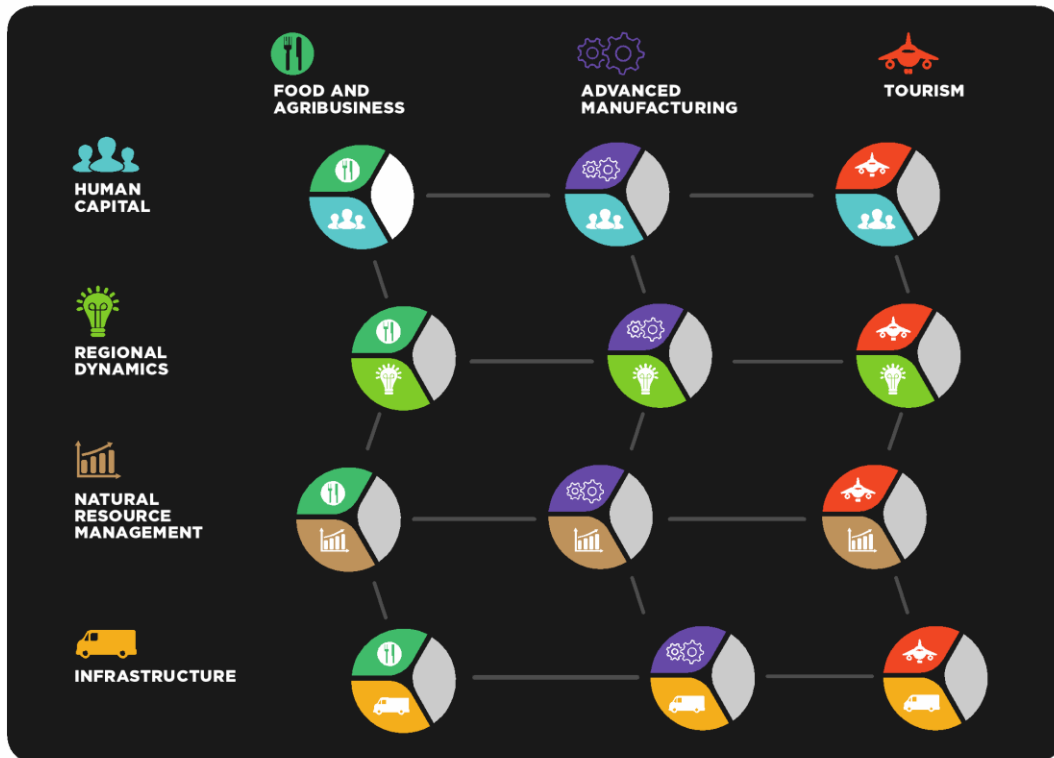 FOOD AND
AGRIBUSINESS
ADVANCED
MANUFACTURING
TOURISM
HUMAN
CAPITAL
REGIONAL
DYNAMICS
NATURAL
RESOURCE
MANAGEMENT
INFRASTRUCTURE